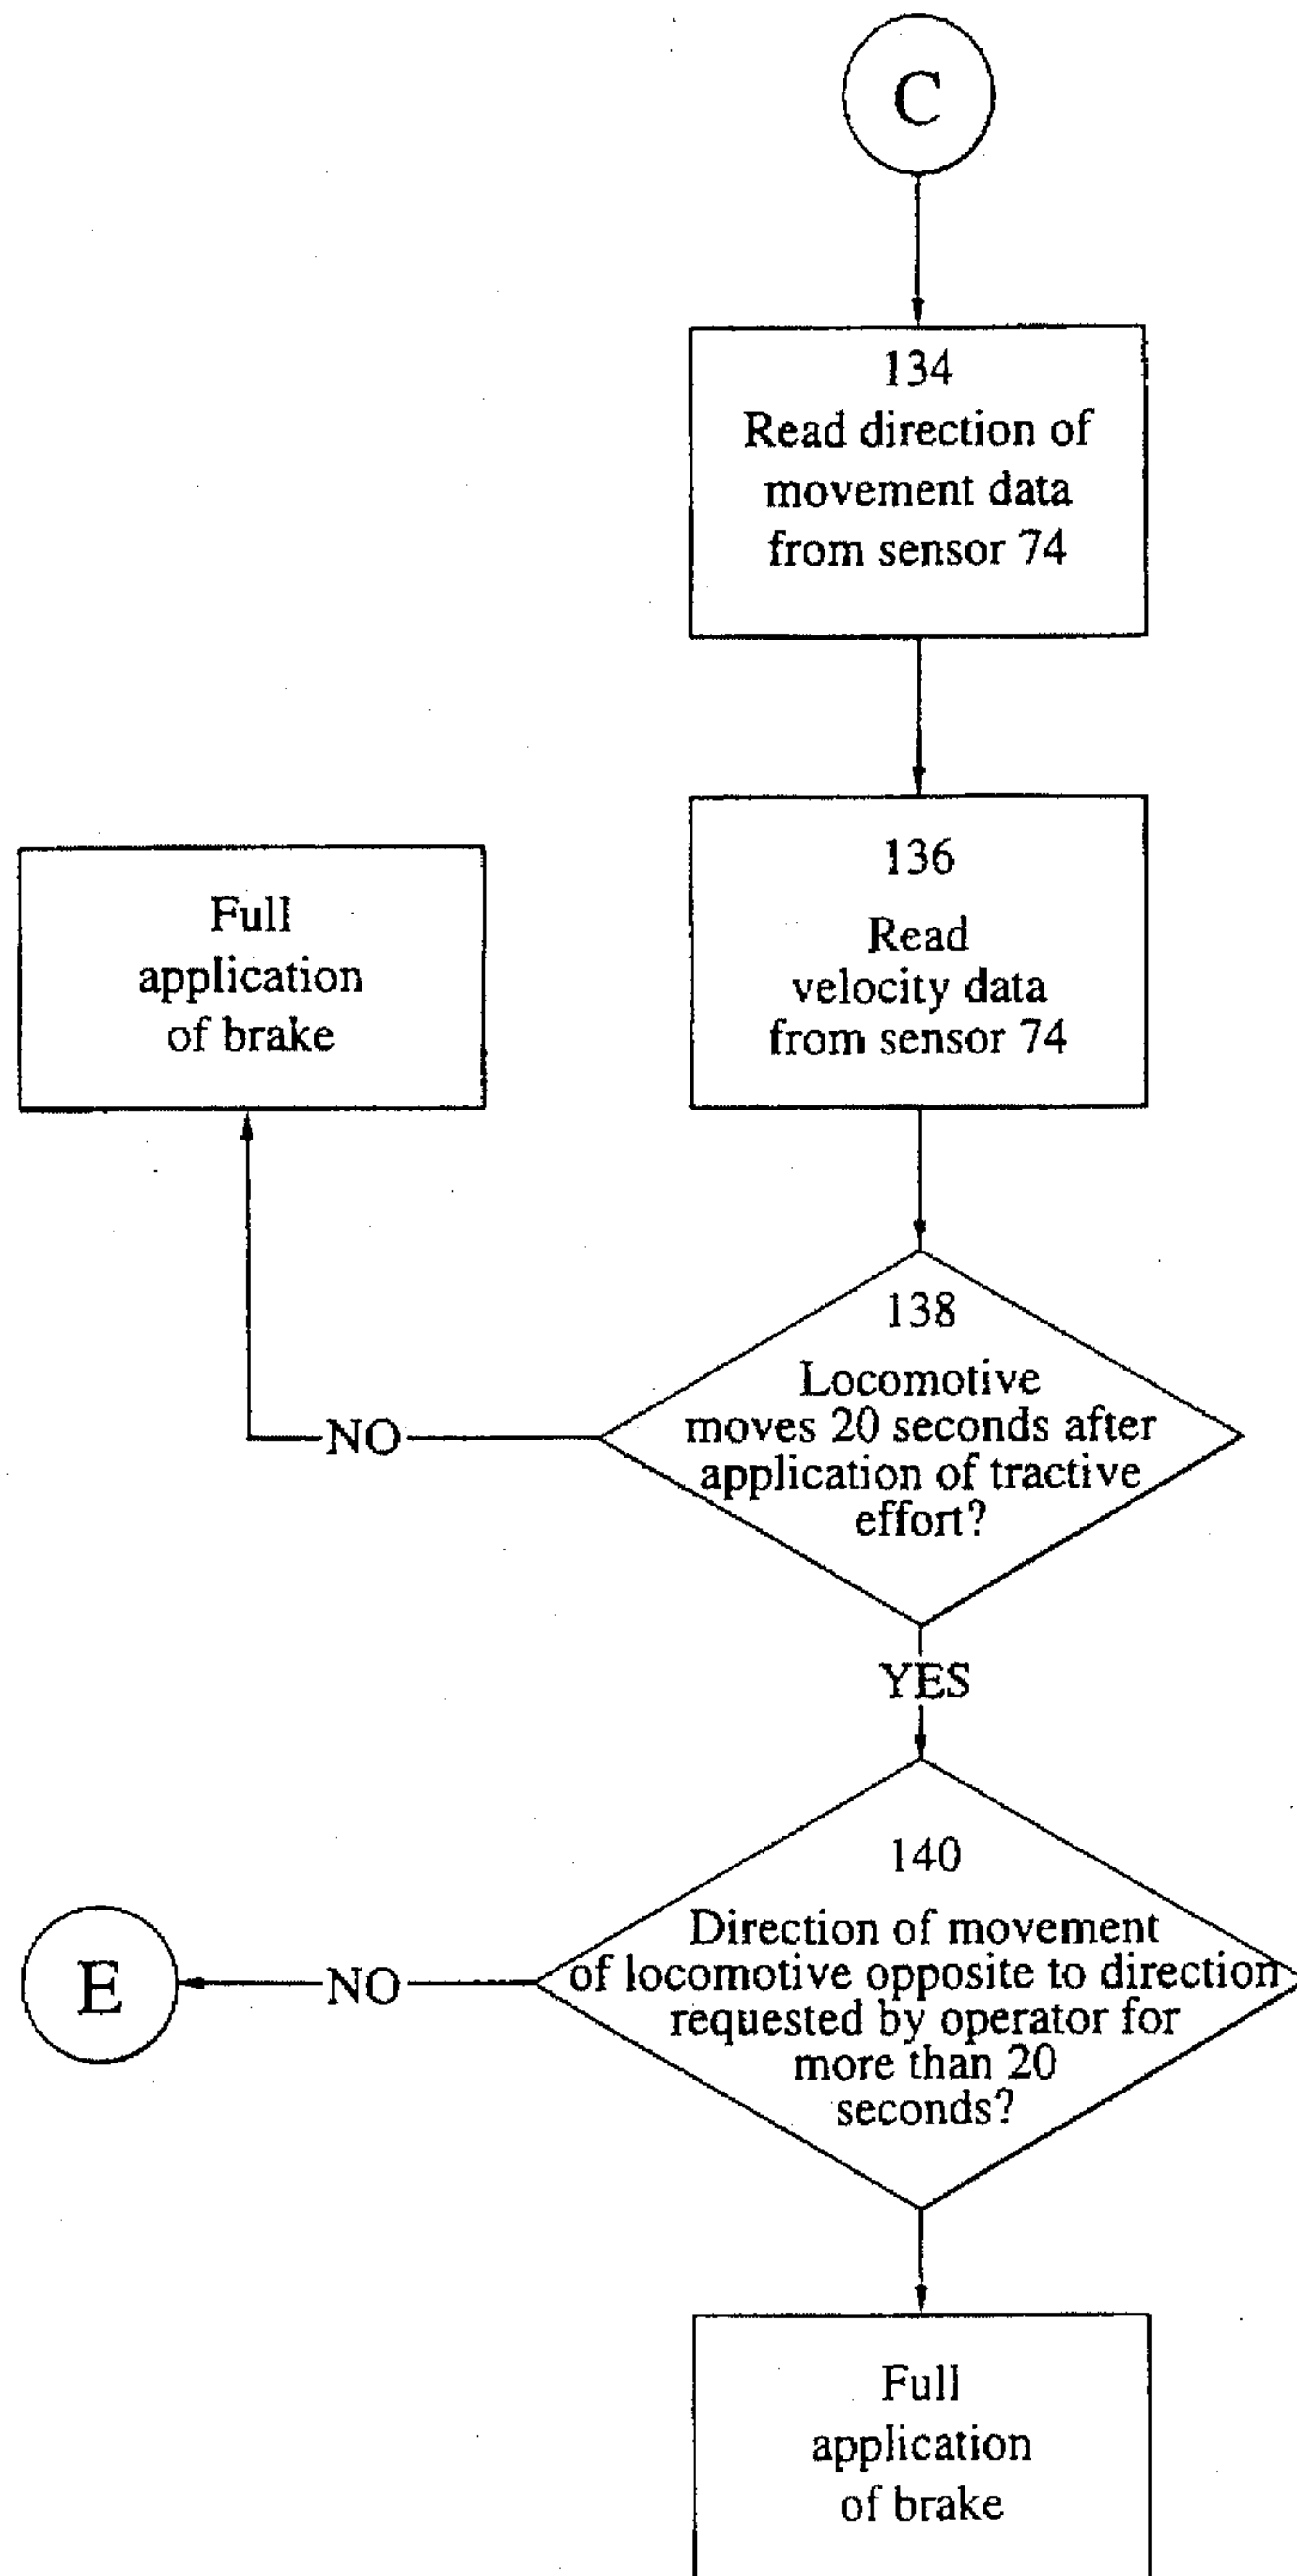 C
134
Read direction of
movement data
from sensor 74
136
Read
velocity data
from sensor 74
Full
application
of brake
138
Locomotive
moves 20 seconds after
application of tractive
effort?
NO
YES
140
Direction of movement
of locomotive opposite to direction
requested by operator for
more than 20
seconds?
NO
E
Full
application
of brake